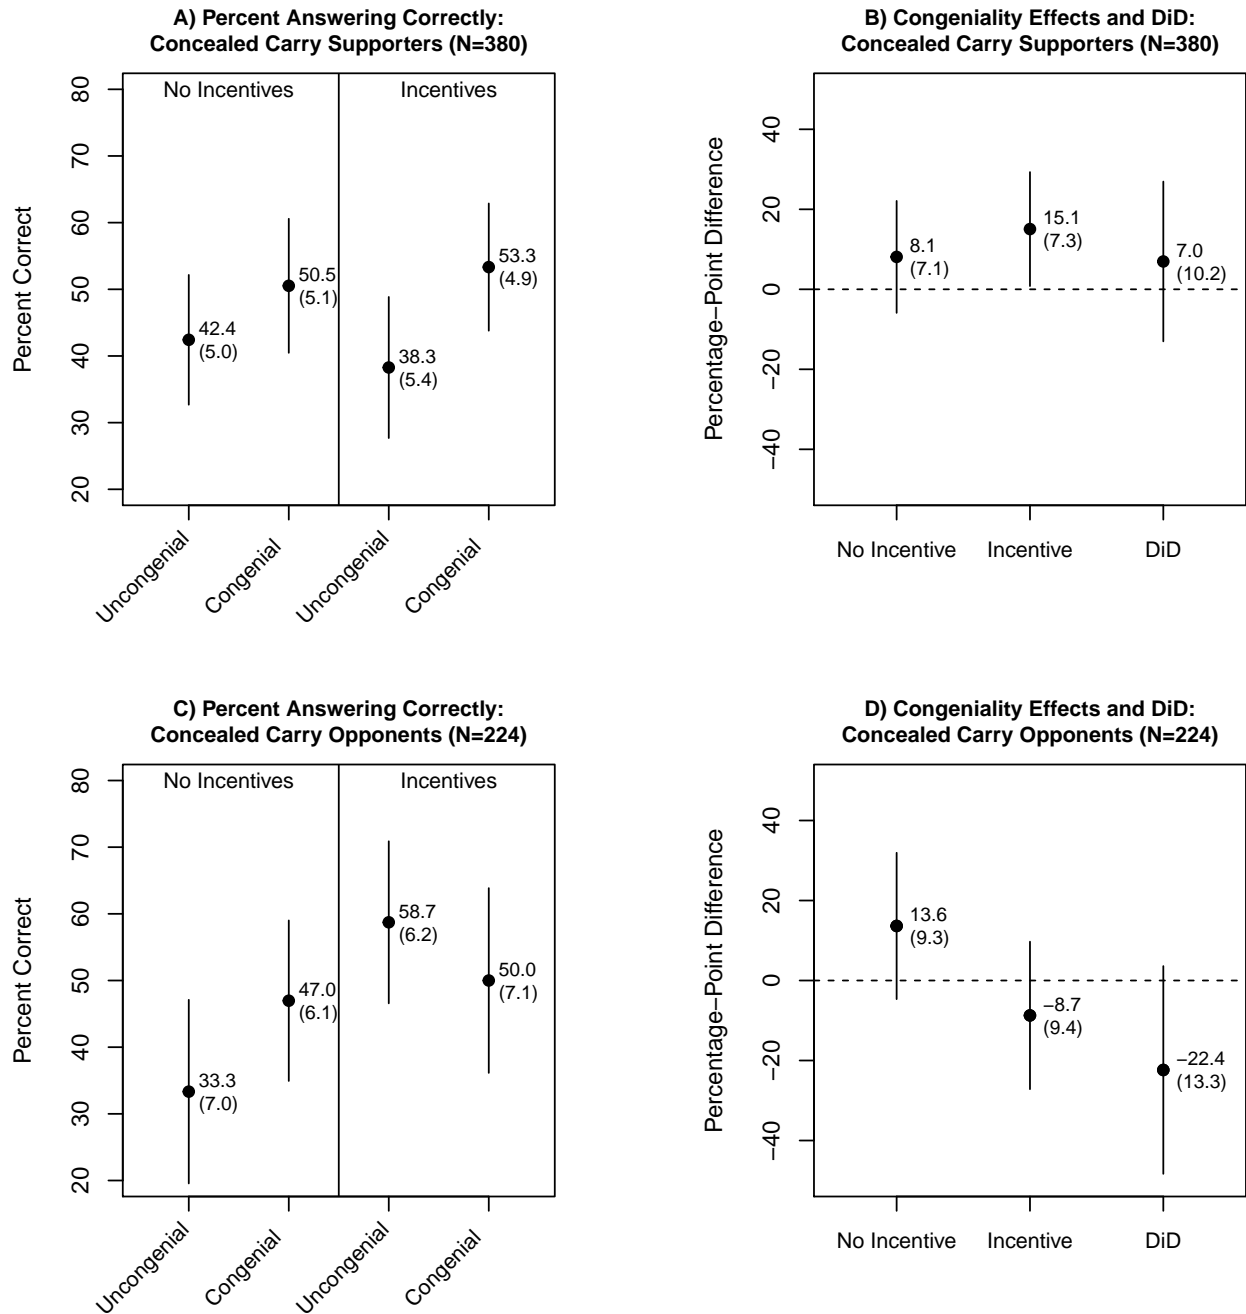 A) Percent Answering Correctly:
Concealed Carry Supporters (N=380)
No Incentives
Incentives
Percent Correct
80
70
60
50
40
30
20
42.4
(5.0)
50.5
(5.1)
38.3
(5.4)
53.3
(4.9)
Uncongenial
Congenial
Uncongenial
Congenial
B) Congeniality Effects and DiD:
Concealed Carry Supporters (N=380)
Percentage−Point Difference
40
20
0
−20
−40
8.1
(7.1)
15.1
(7.3)
7.0
(10.2)
No Incentive
Incentive
DiD
C) Percent Answering Correctly:
Concealed Carry Opponents (N=224)
No Incentives
Incentives
Percent Correct
80
70
60
50
40
30
20
33.3
(7.0)
47.0
(6.1)
58.7
(6.2)
50.0
(7.1)
Uncongenial
Congenial
Uncongenial
Congenial
D) Congeniality Effects and DiD:
Concealed Carry Opponents (N=224)
Percentage−Point Difference
40
20
0
−20
−40
13.6
(9.3)
−8.7
(9.4)
−22.4
(13.3)
No Incentive
Incentive
DiD